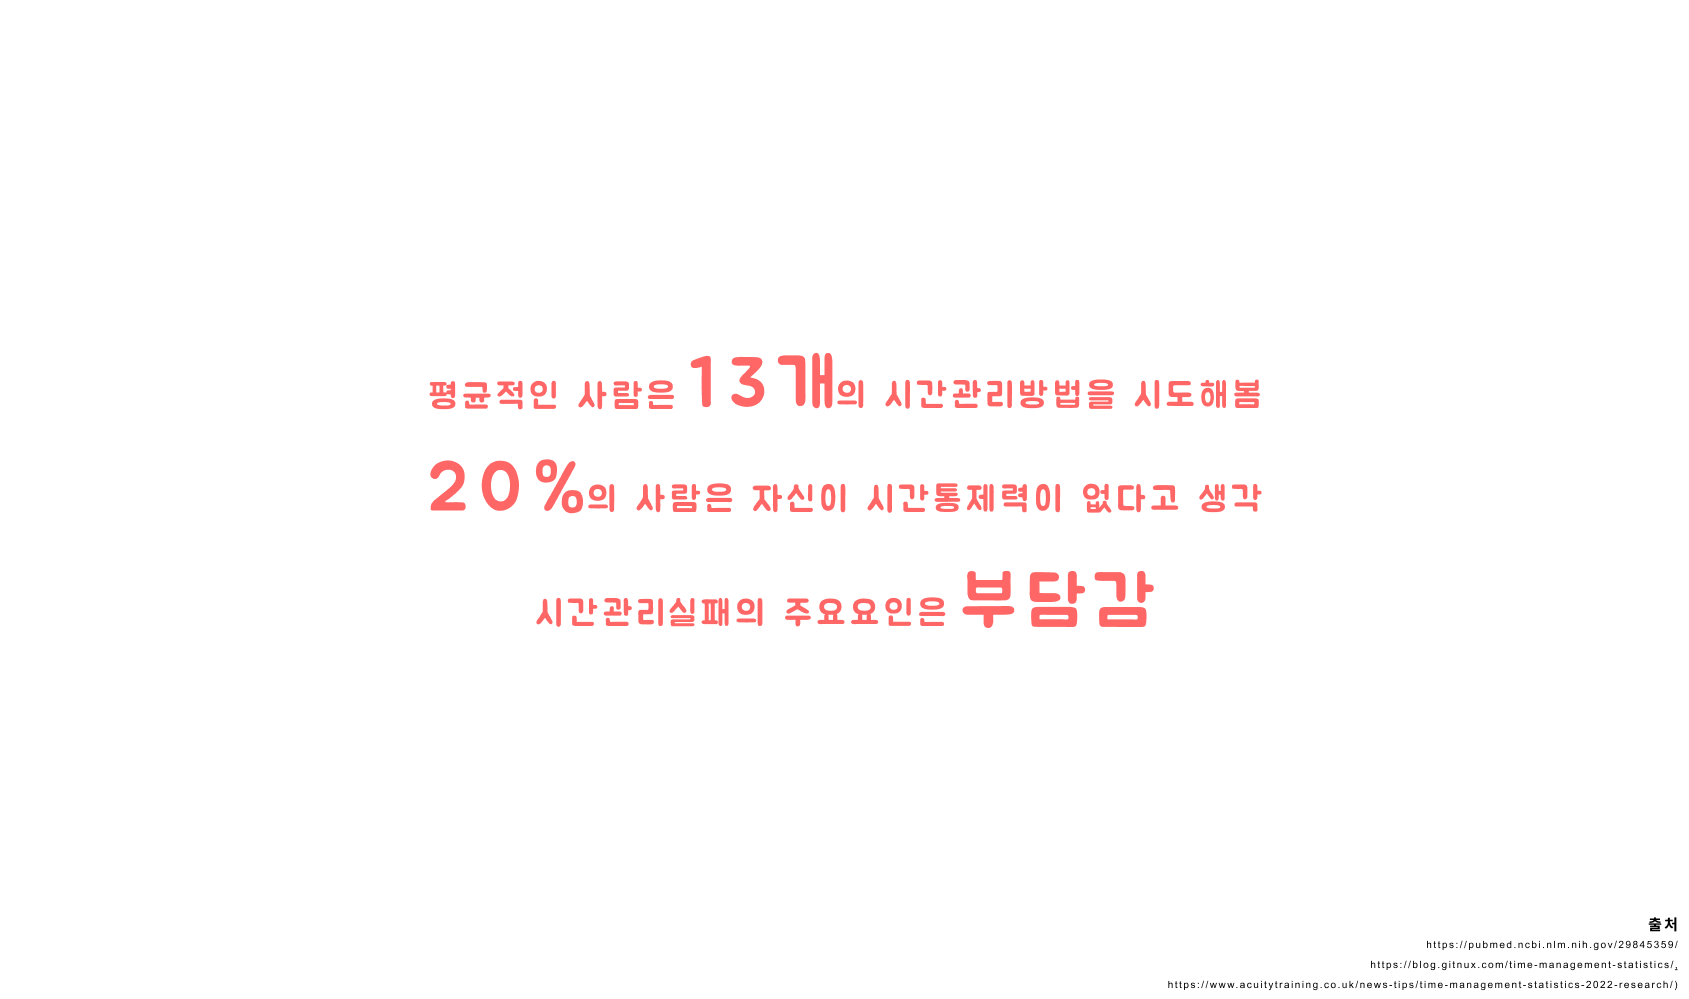 평균적인 사람은 13개의 시간관리방법을 시도해봄
20%의 사람은 자신이 시간통제력이 없다고 생각
시간관리실패의 주요요인은 부담감
출처
https://pubmed.ncbi.nlm.nih.gov/29845359/
https://blog.gitnux.com/time-management-statistics/,
https://www.acuitytraining.co.uk/news-tips/time-management-statistics-2022-research/)